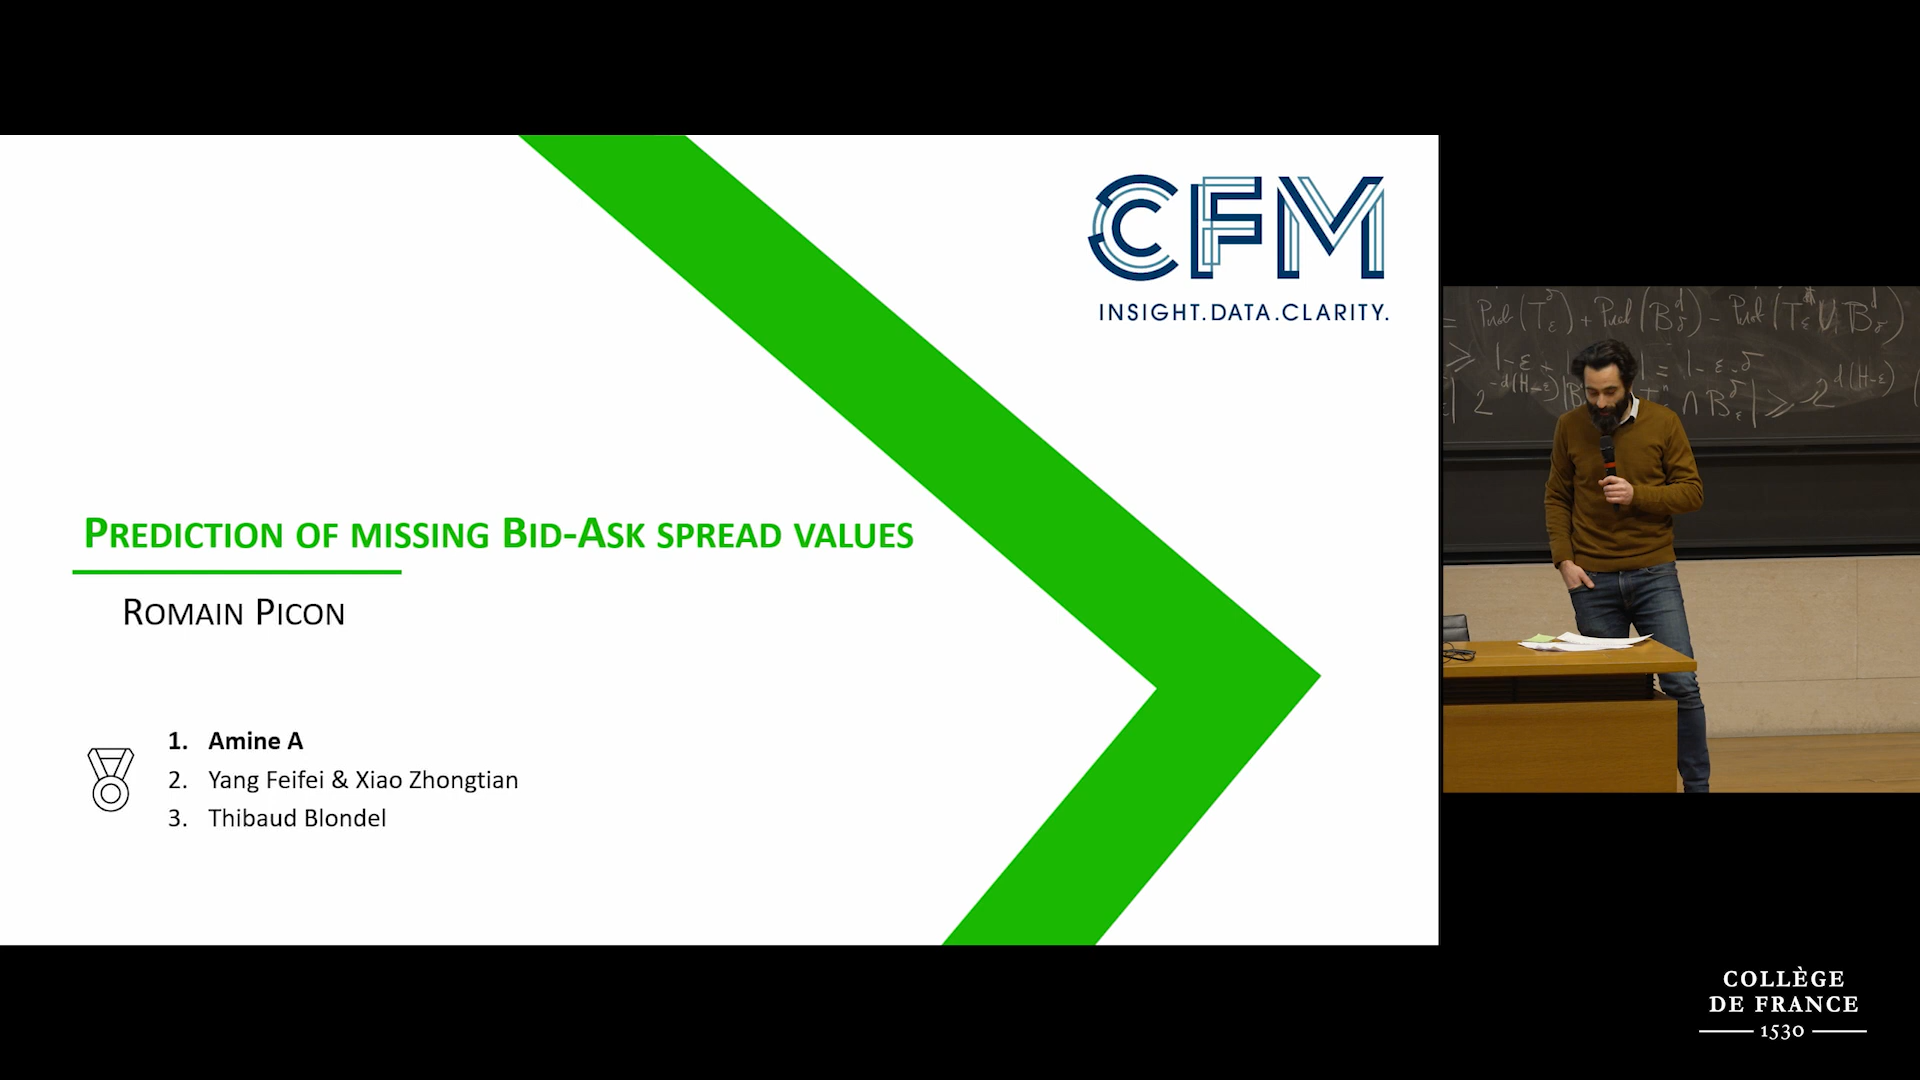 CFM
INSIGHT.DATA.CLARITY.
PREDICTION OF MISSING BID-ASK SPREAD VALUES
ROMAIN PICON
1. Amine A
2. Yang Feifei & Xiao Zhongtian
3. Thibaud Blondel
COLLÈGE
DE FRANCE
1530